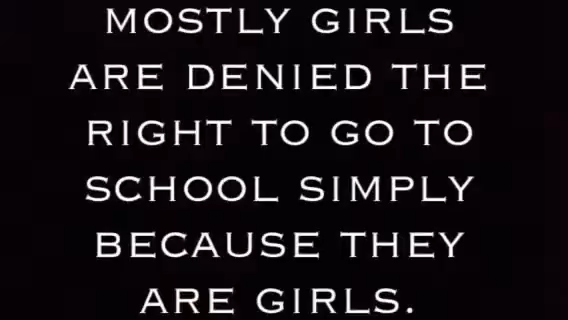 MOSTLY GIRLS
ARE DENIED THE
RIGHT TO GO TO
SCHOOL SIMPLY
BECAUSE THEY
ARE GIRLS.